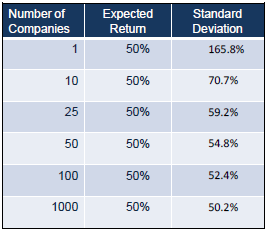 Number of Companies Expected Return Standard Deviation
1 50% 165.8%
10 50% 70.7%
25 50% 59.2%
50 50% 54.8%
100 50% 52.4%
1000 50% 50.2%